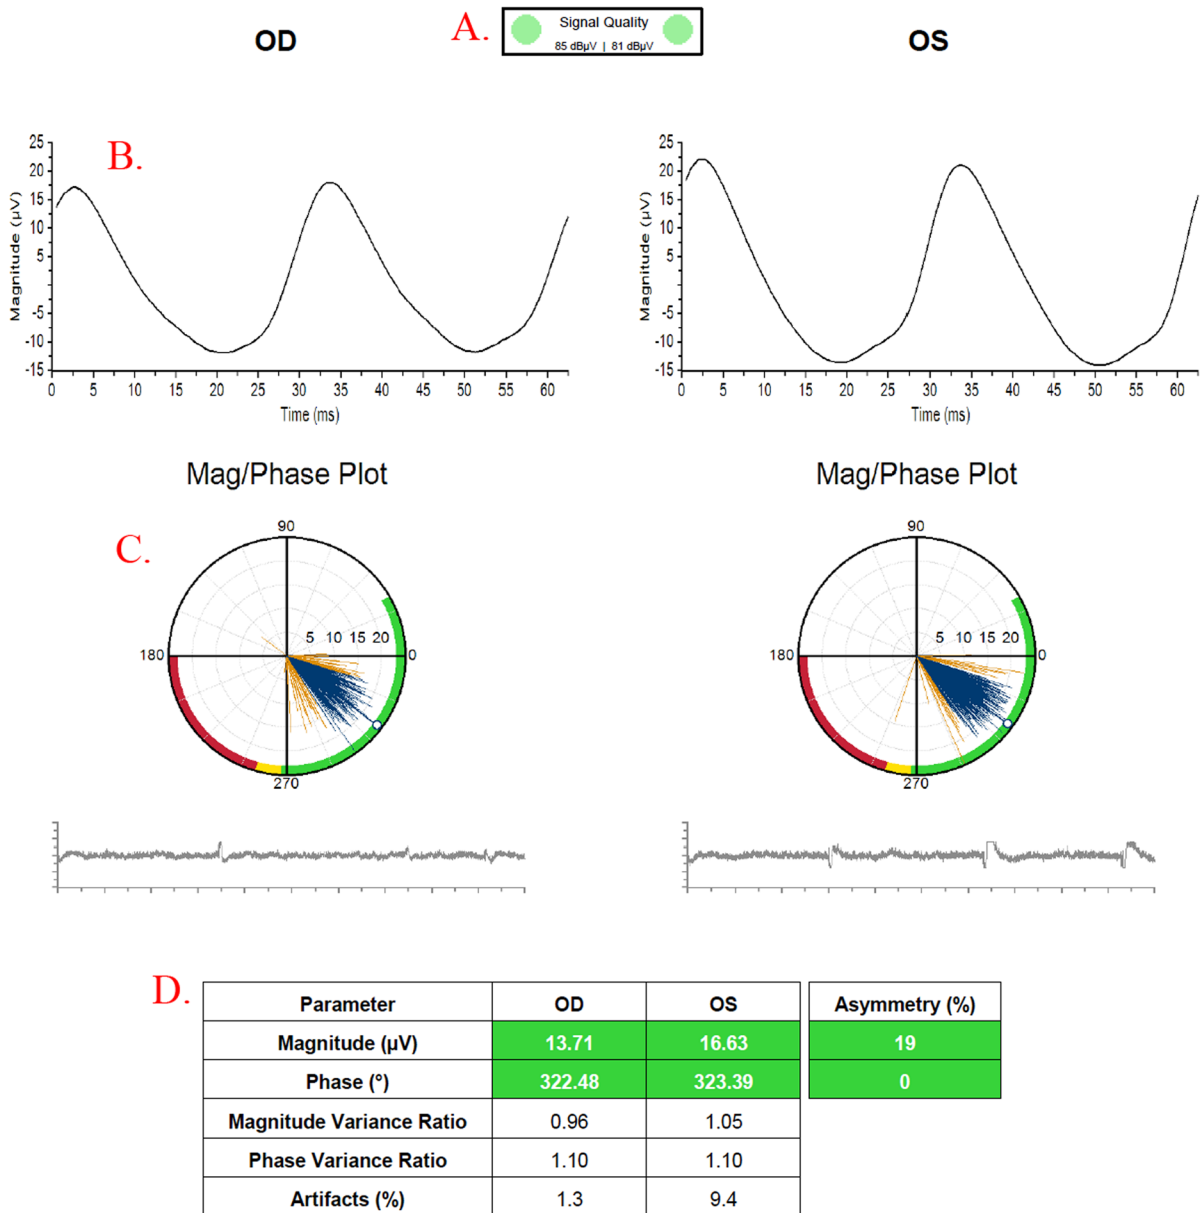 OD
A.
Signal Quality
85 dBµV | 81 dBµV
OS
B.
Magnitude (µV)
25
20
15
10
5
-5
-10
-15
0 5 10 15 20 25 30 35 40 45 50 55 60
Time (ms)
Magnitude (µV)
25
20
15
10
5
-5
-10
-15
0 5 10 15 20 25 30 35 40 45 50 55 60
Time (ms)
Mag/Phase Plot
Mag/Phase Plot
C.
90
5 10 15 20
180 0
270
90
5 10 15 20
180 0
270
D.
Parameter OD OS Asymmetry (%)
Magnitude (µV) 13.71 16.63 19
Phase (°) 322.48 323.39 0
Magnitude Variance Ratio 0.96 1.05
Phase Variance Ratio 1.10 1.10
Artifacts (%) 1.3 9.4